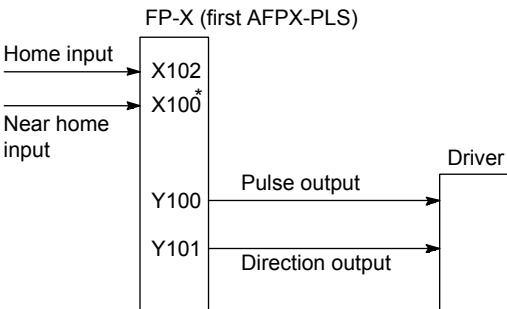 FP-X (first AFPX-PLS)
Home input
X102
X100*
Near home
input
Driver
Pulse output
Y100
Y101
Direction output